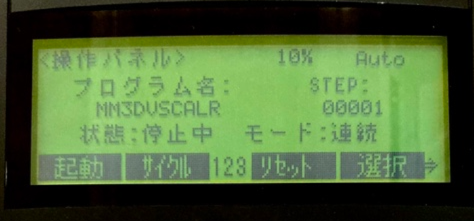 <操作パネル> 10% Auto
プログラム名: STEP:
MM3DVSCALR 00001
状態:停止中 モード:連続
起動 サイクル 123 リセット 選択 ⇒